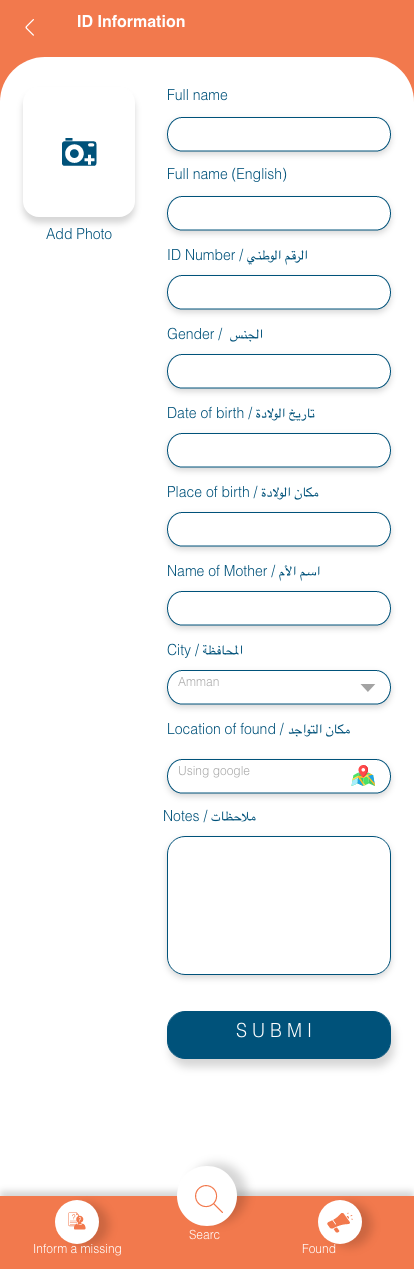 ID Information
Full name
Add Photo
Full name (English)
ID Number / الرقم الوطني
Gender / الجنس
Date of birth / تاريخ الولادة
Place of birth / مكان الولادة
Name of Mother / اسم الأم
City / المحافظة
Amman
Location of found / مكان التواجد
Using google
Notes / ملاحظات
SUBMI
Inform a missing
Searc
Found